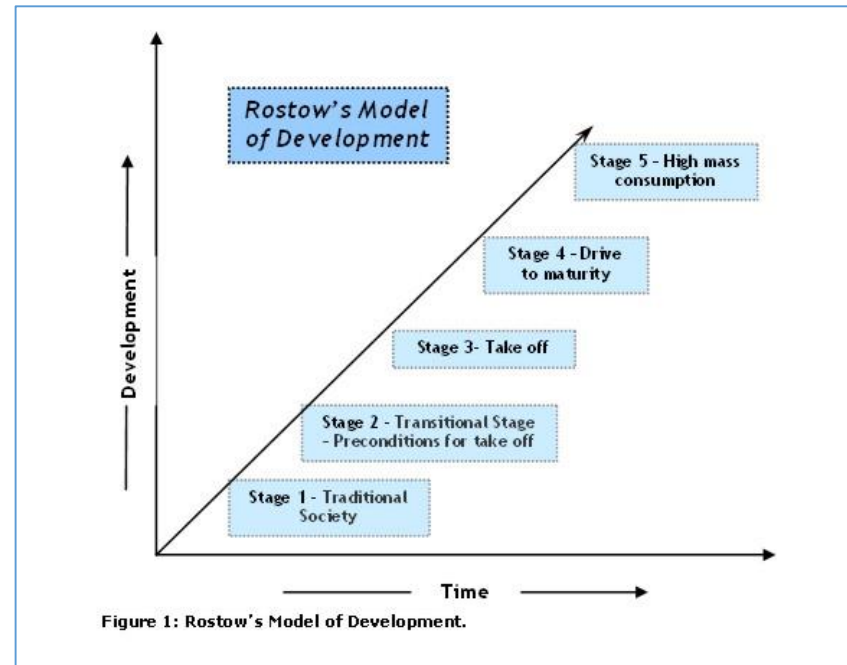 Rostow's Model
of Development
Stage 5 - High mass
consumption
Stage 4 - Drive
to maturity
Stage 3- Take off
Stage 2 - Transitional Stage
- Preconditions for take off
Stage 1 - Traditional
Society
Development
Time
Figure 1: Rostow's Model of Development.